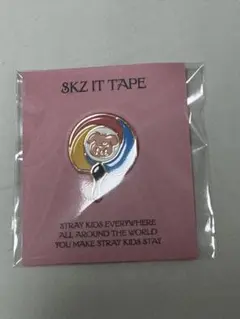 SKZ IT TAPE
STRAY KIDS EVERYWHERE
ALL AROUND THE WORLD
YOU MAKE STRAY KIDS STAY